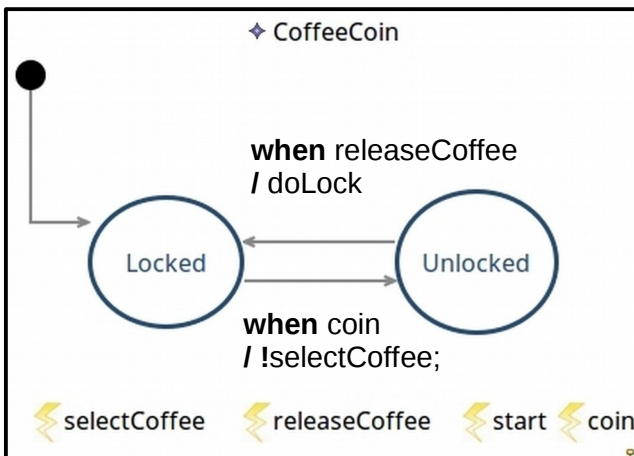 CoffeeCoin
when releaseCoffee
/ doLock
Locked
Unlocked
when coin
/ !selectCoffee;
selectCoffee releaseCoffee start coin